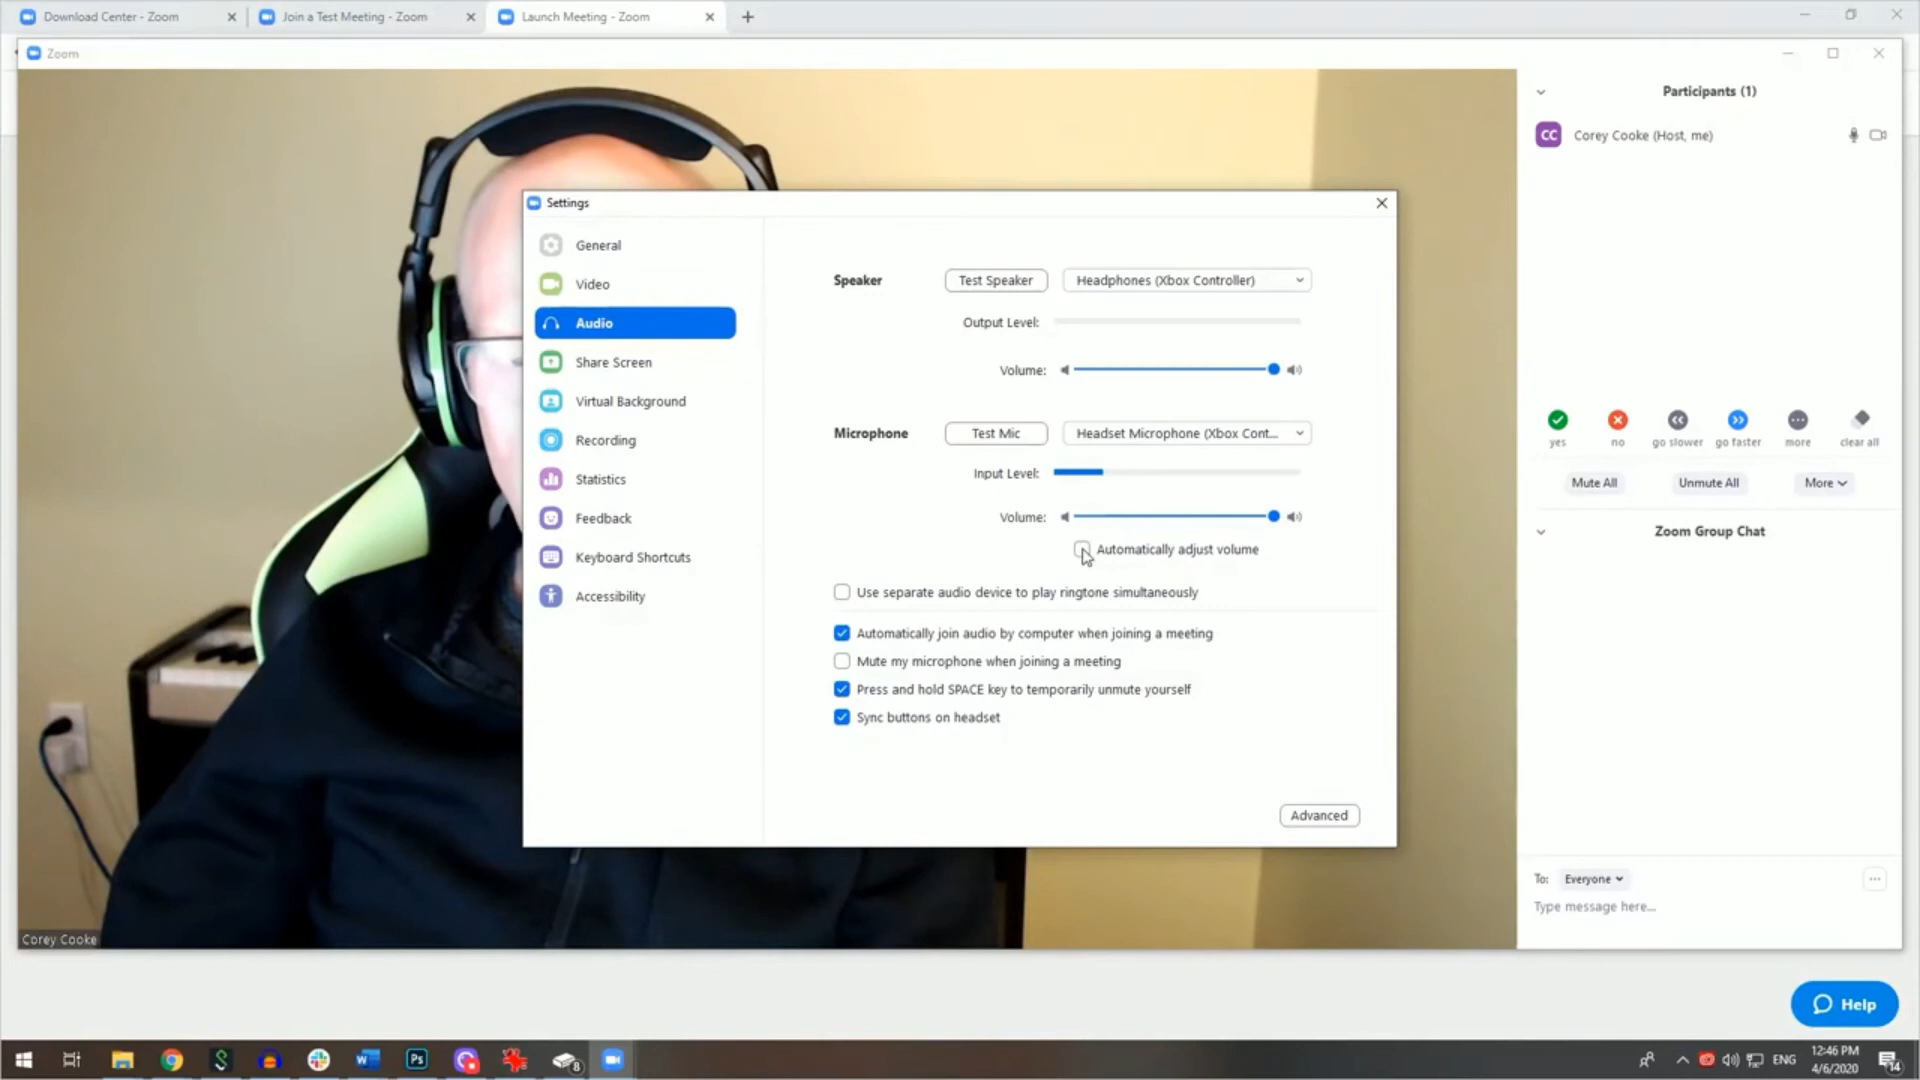 Download Center - Zoom
Join a Test Meeting - Zoom
Launch Meeting - Zoom
Zoom
Participants (1)
CC
Corey Cooke (Host, me)
Settings
General
Video
Audio
Share Screen
Virtual Background
Recording
Statistics
Feedback
Keyboard Shortcuts
Accessibility
Speaker
Test Speaker
Headphones (Xbox Controller)
Output Level:
Volume:
Microphone
Test Mic
Headset Microphone (Xbox Cont...
Input Level:
Volume:
Automatically adjust volume
Use separate audio device to play ringtone simultaneously
Automatically join audio by computer when joining a meeting
Mute my microphone when joining a meeting
Press and hold SPACE key to temporarily unmute yourself
Sync buttons on headset
Advanced
yes
no
go slower
go faster
more
clear all
Mute All
Unmute All
More
Zoom Group Chat
To:
Everyone
Type message here...
Corey Cooke
Help
Ps
8
ENG
12:46 PM
4/6/2020
14